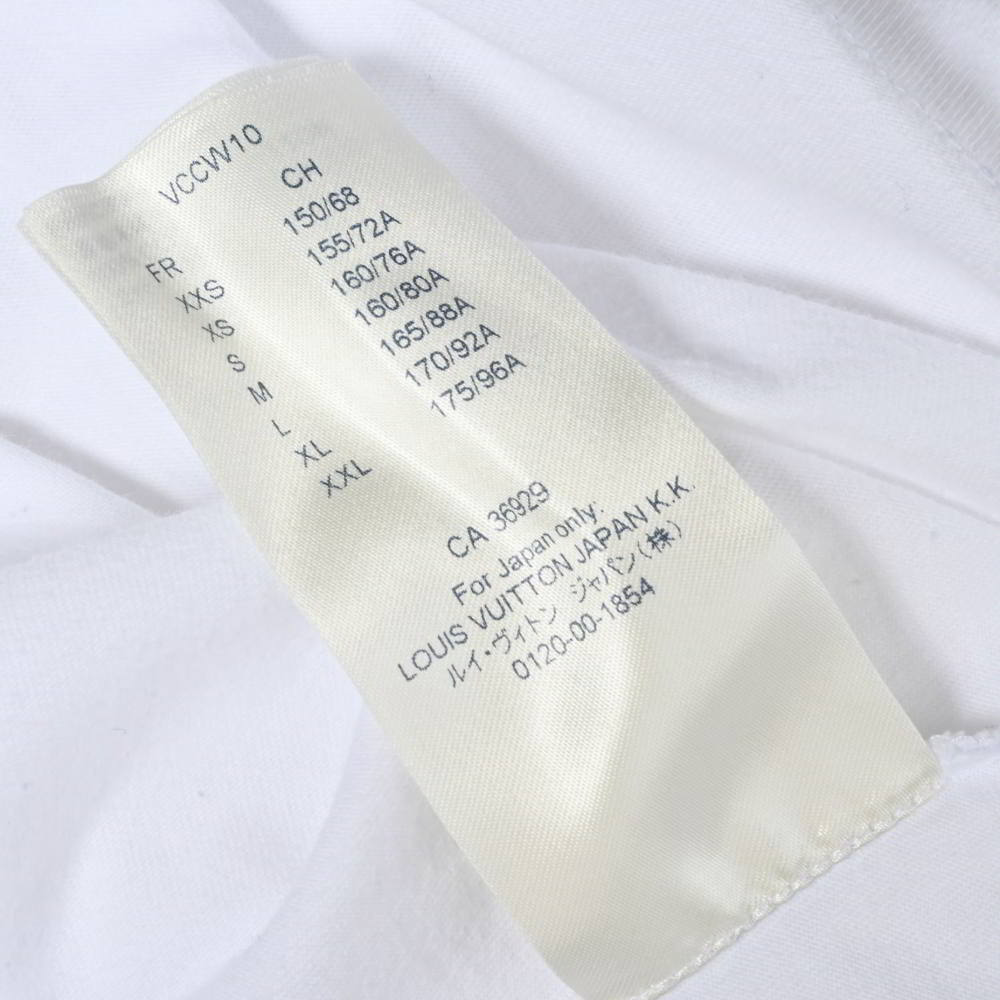 VCCW10
FR CH
XXS 150/68
XS 155/72A
S 160/76A
M 160/80A
L 165/88A
XL 170/92A
XXL 175/96A
CA 36929
For Japan only:
LOUIS VUITTON JAPAN K.K.
ルイ・ヴィトン ジャパン(株)
0120-00-1854